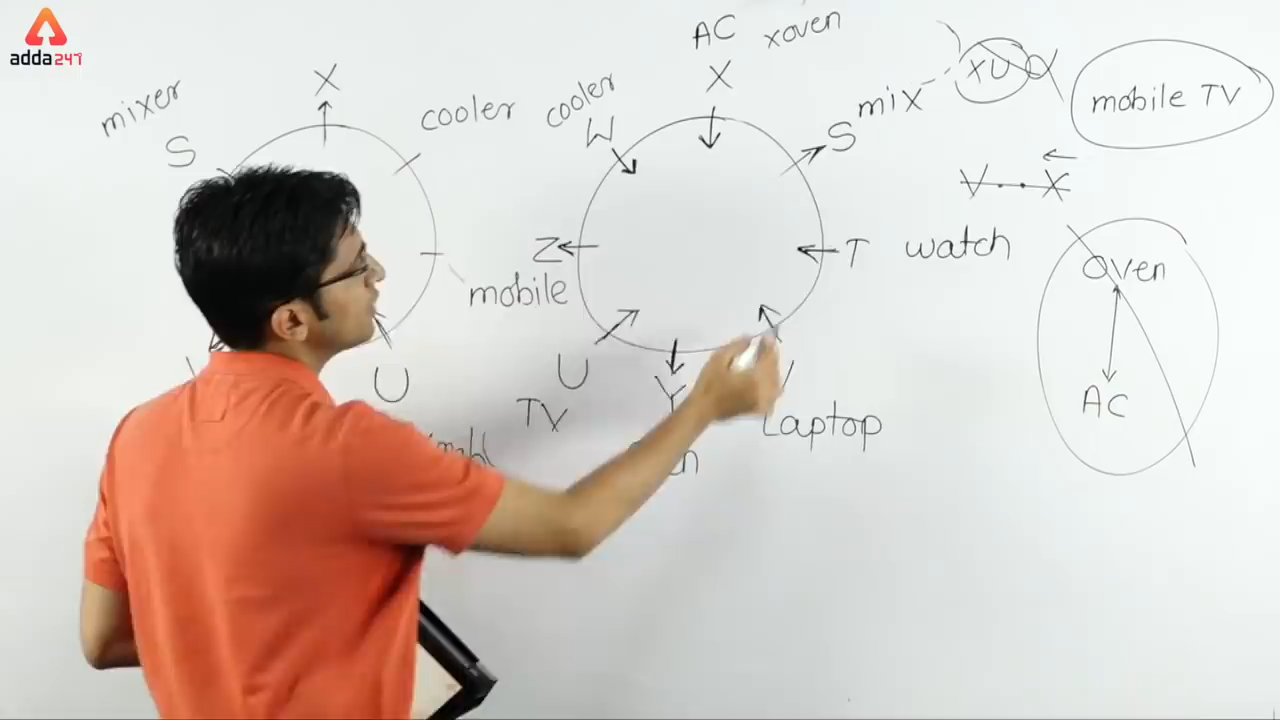 adda247
mixer
S
X
cooler
U
cooler
W
AC
xoven
X
S
mix
Z
mobile
T
watch
U
TV
Y
Laptop
XU
mobile TV
V X
oven
AC